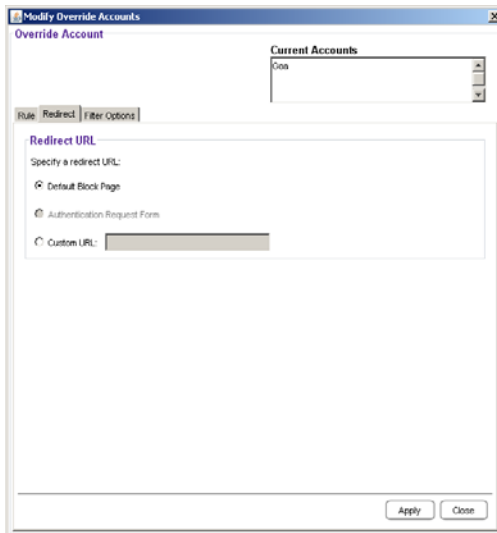 Modify Override Accounts
Override Account
Current Accounts
Goa
Rule Redirect Filter Options
Redirect URL
Specify a redirect URL:
Default Block Page
Authentication Request Form
Custom URL:
Apply Close